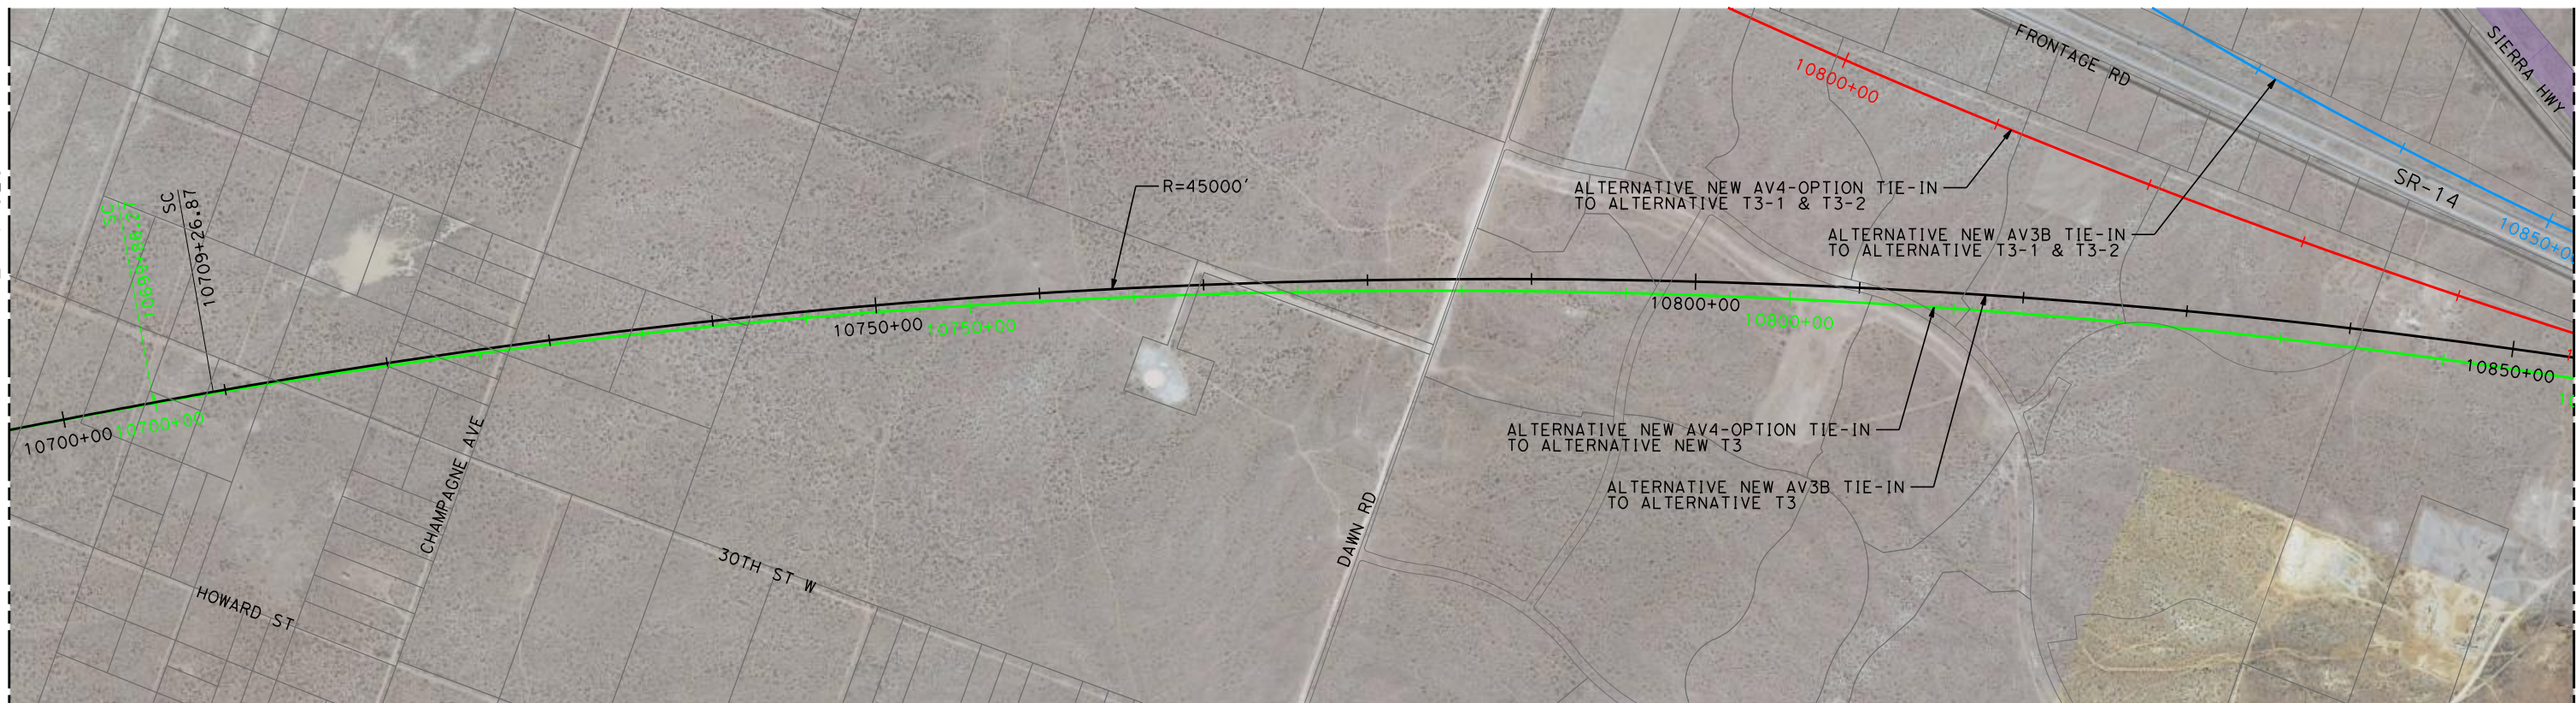 FRONTAGE RD
SIERRA HWY
SR-14
10800+00
10850+00
SC
10709+26.87
SC
R=45000'
ALTERNATIVE NEW AV4-OPTION TIE-IN
TO ALTERNATIVE T3-1 & T3-2
ALTERNATIVE NEW AV3B TIE-IN
TO ALTERNATIVE T3-1 & T3-2
10700+00
10700+00
10750+00
10750+00
10800+00
10800+00
10850+00
ALTERNATIVE NEW AV4-OPTION TIE-IN
TO ALTERNATIVE NEW T3
ALTERNATIVE NEW AV3B TIE-IN
TO ALTERNATIVE T3
CHAMPAGNE AVE
DAWN RD
30TH ST W
HOWARD ST